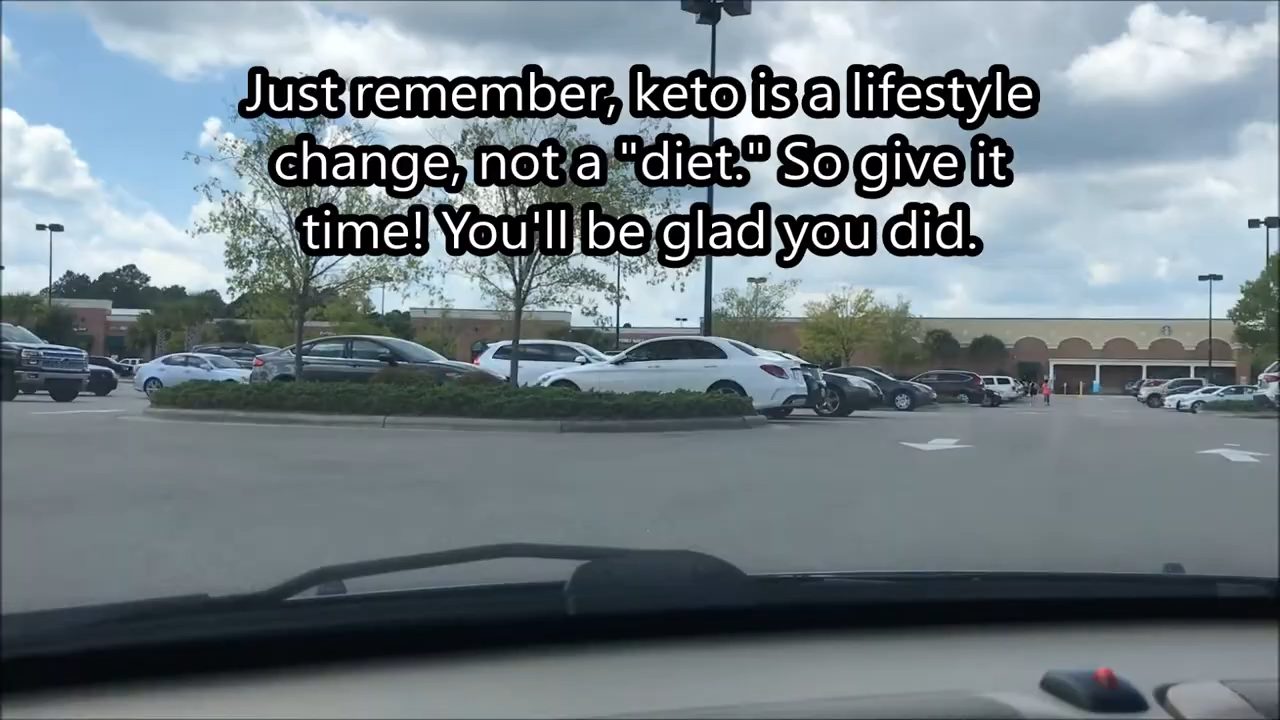 Just remember, keto is a lifestyle
change, not a "diet." So give it
time! You'll be glad you did.